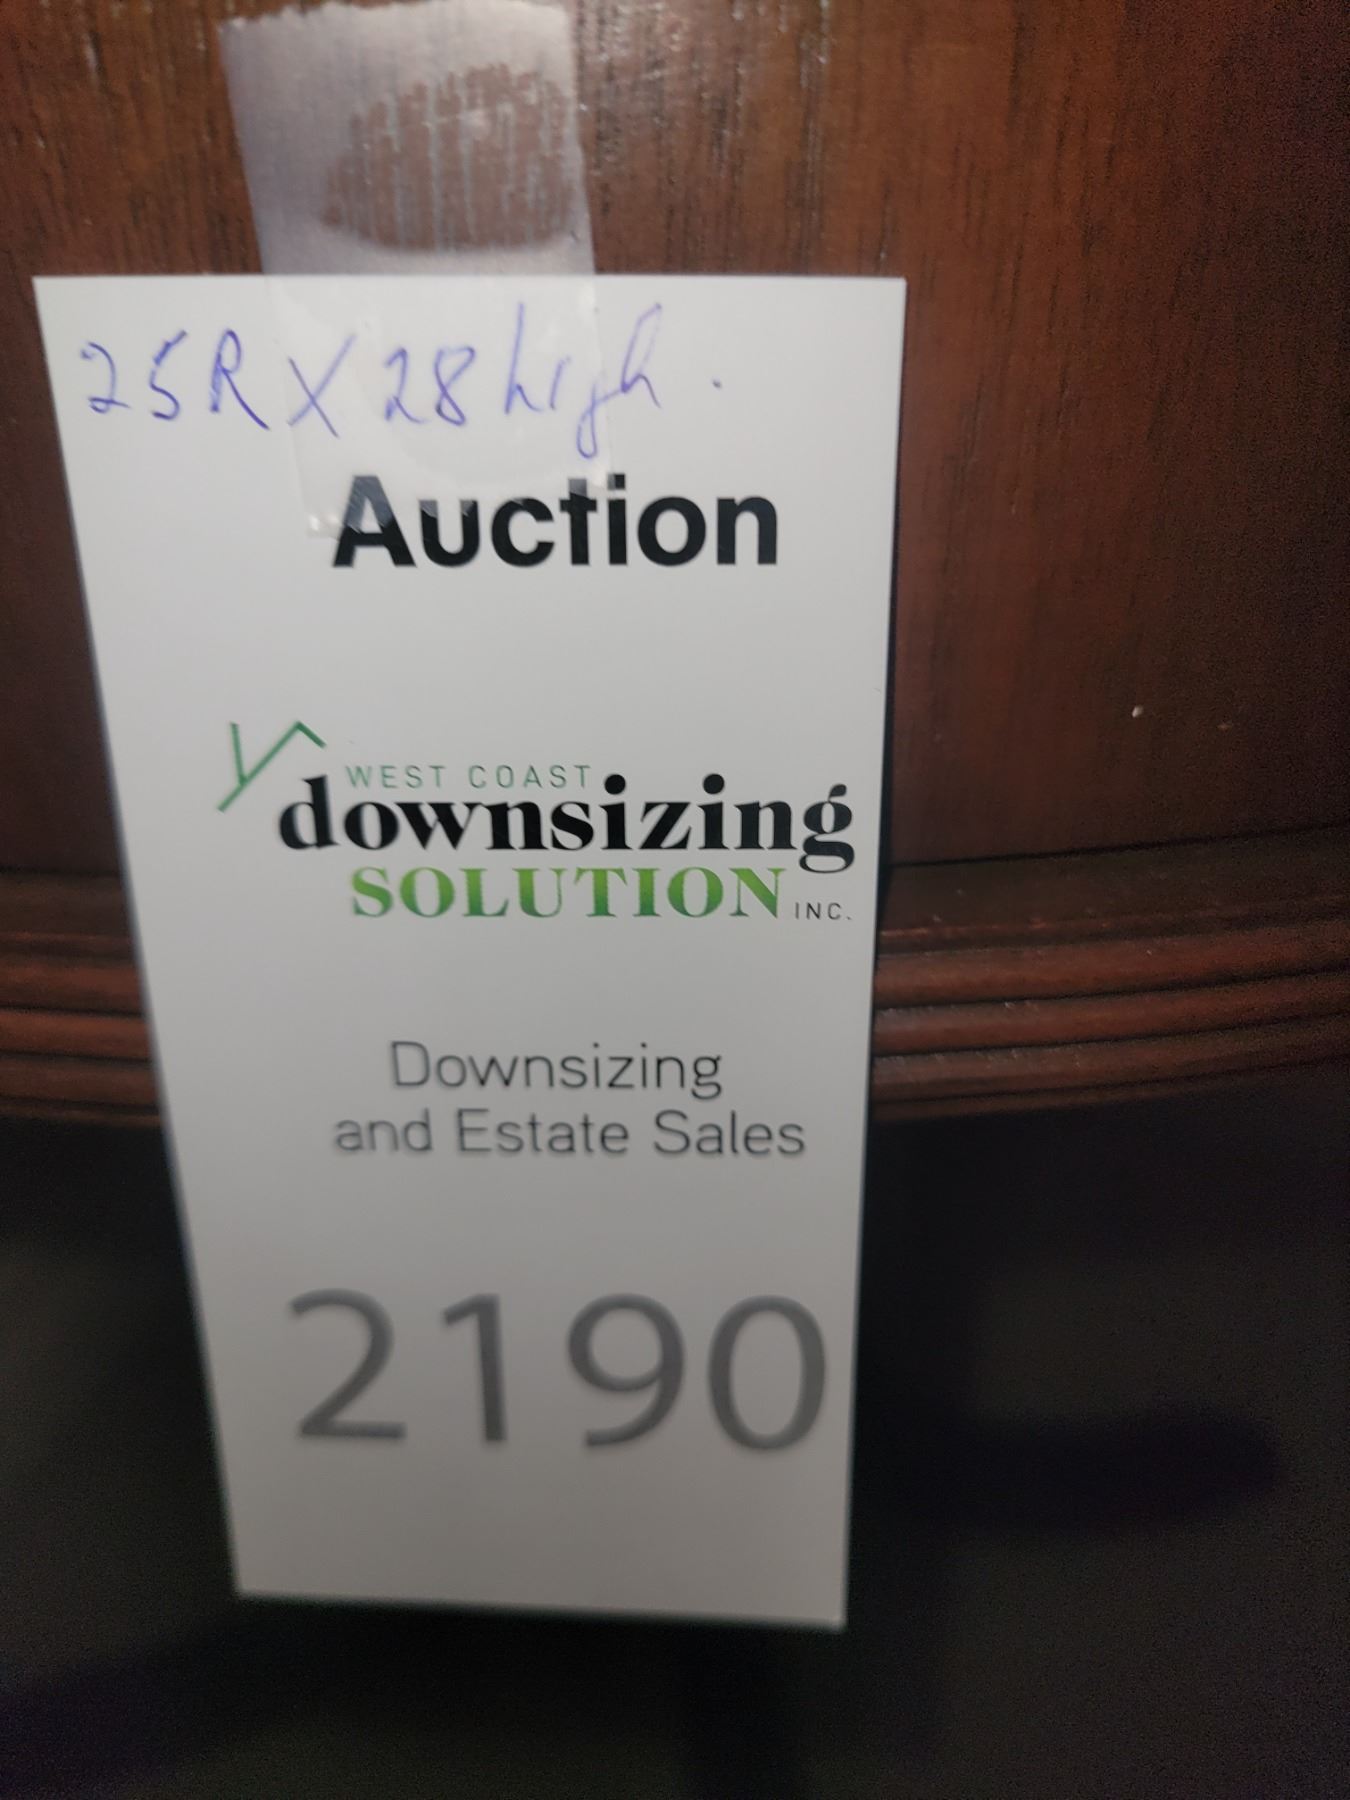 25R X 28 high.
Auction
WEST COAST
downsizing
SOLUTION INC.
Downsizing
and Estate Sales
2190